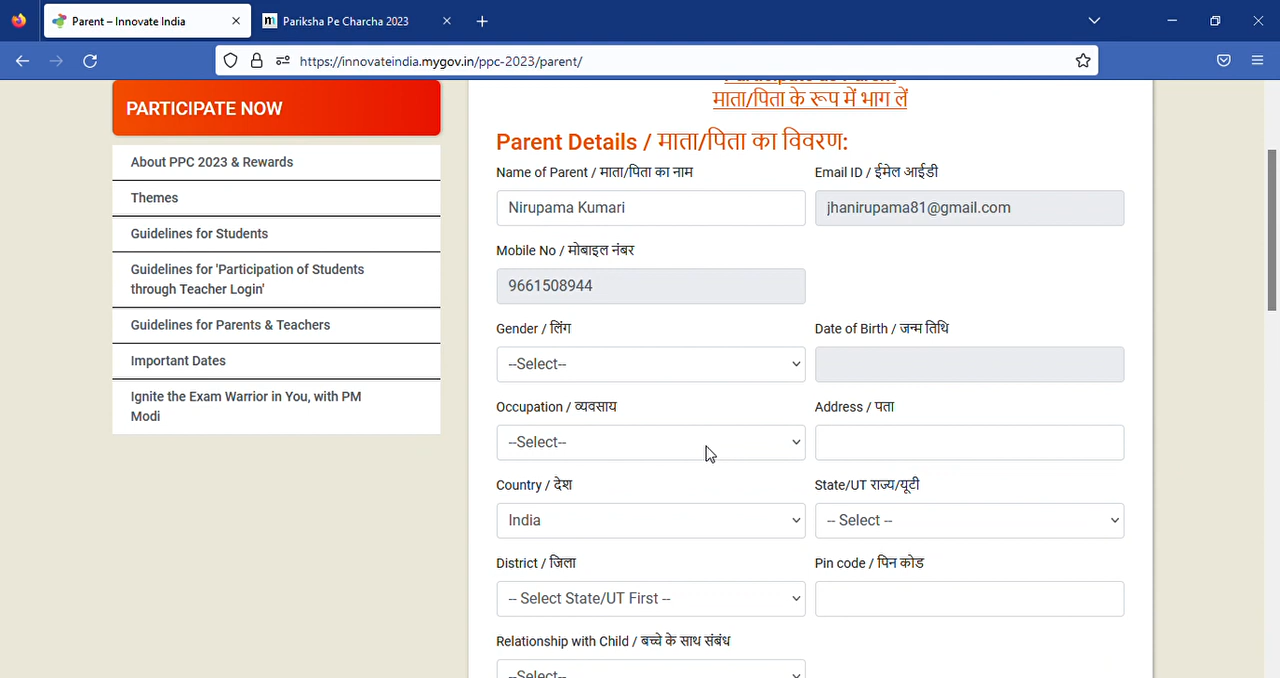 Parent – Innovate India
Pariksha Pe Charcha 2023
https://innovateindia.mygov.in/ppc-2023/parent/
PARTICIPATE NOW
About PPC 2023 & Rewards
Themes
Guidelines for Students
Guidelines for 'Participation of Students
through Teacher Login'
Guidelines for Parents & Teachers
Important Dates
Ignite the Exam Warrior in You, with PM
Modi
Participate as Parent
माता/पिता के रूप में भाग लें
Parent Details / माता/पिता का विवरण:
Name of Parent / माता/पिता का नाम
Email ID / ईमेल आईडी
Nirupama Kumari
jhanirupama81@gmail.com
Mobile No / मोबाइल नंबर
9661508944
Gender / लिंग
Date of Birth / जन्म तिथि
--Select--
Occupation / व्यवसाय
Address / पता
--Select--
Country / देश
State/UT राज्य/यूटी
India
-- Select --
District / जिला
Pin code / पिन कोड
-- Select State/UT First --
Relationship with Child / बच्चे के साथ संबंध
--Select--